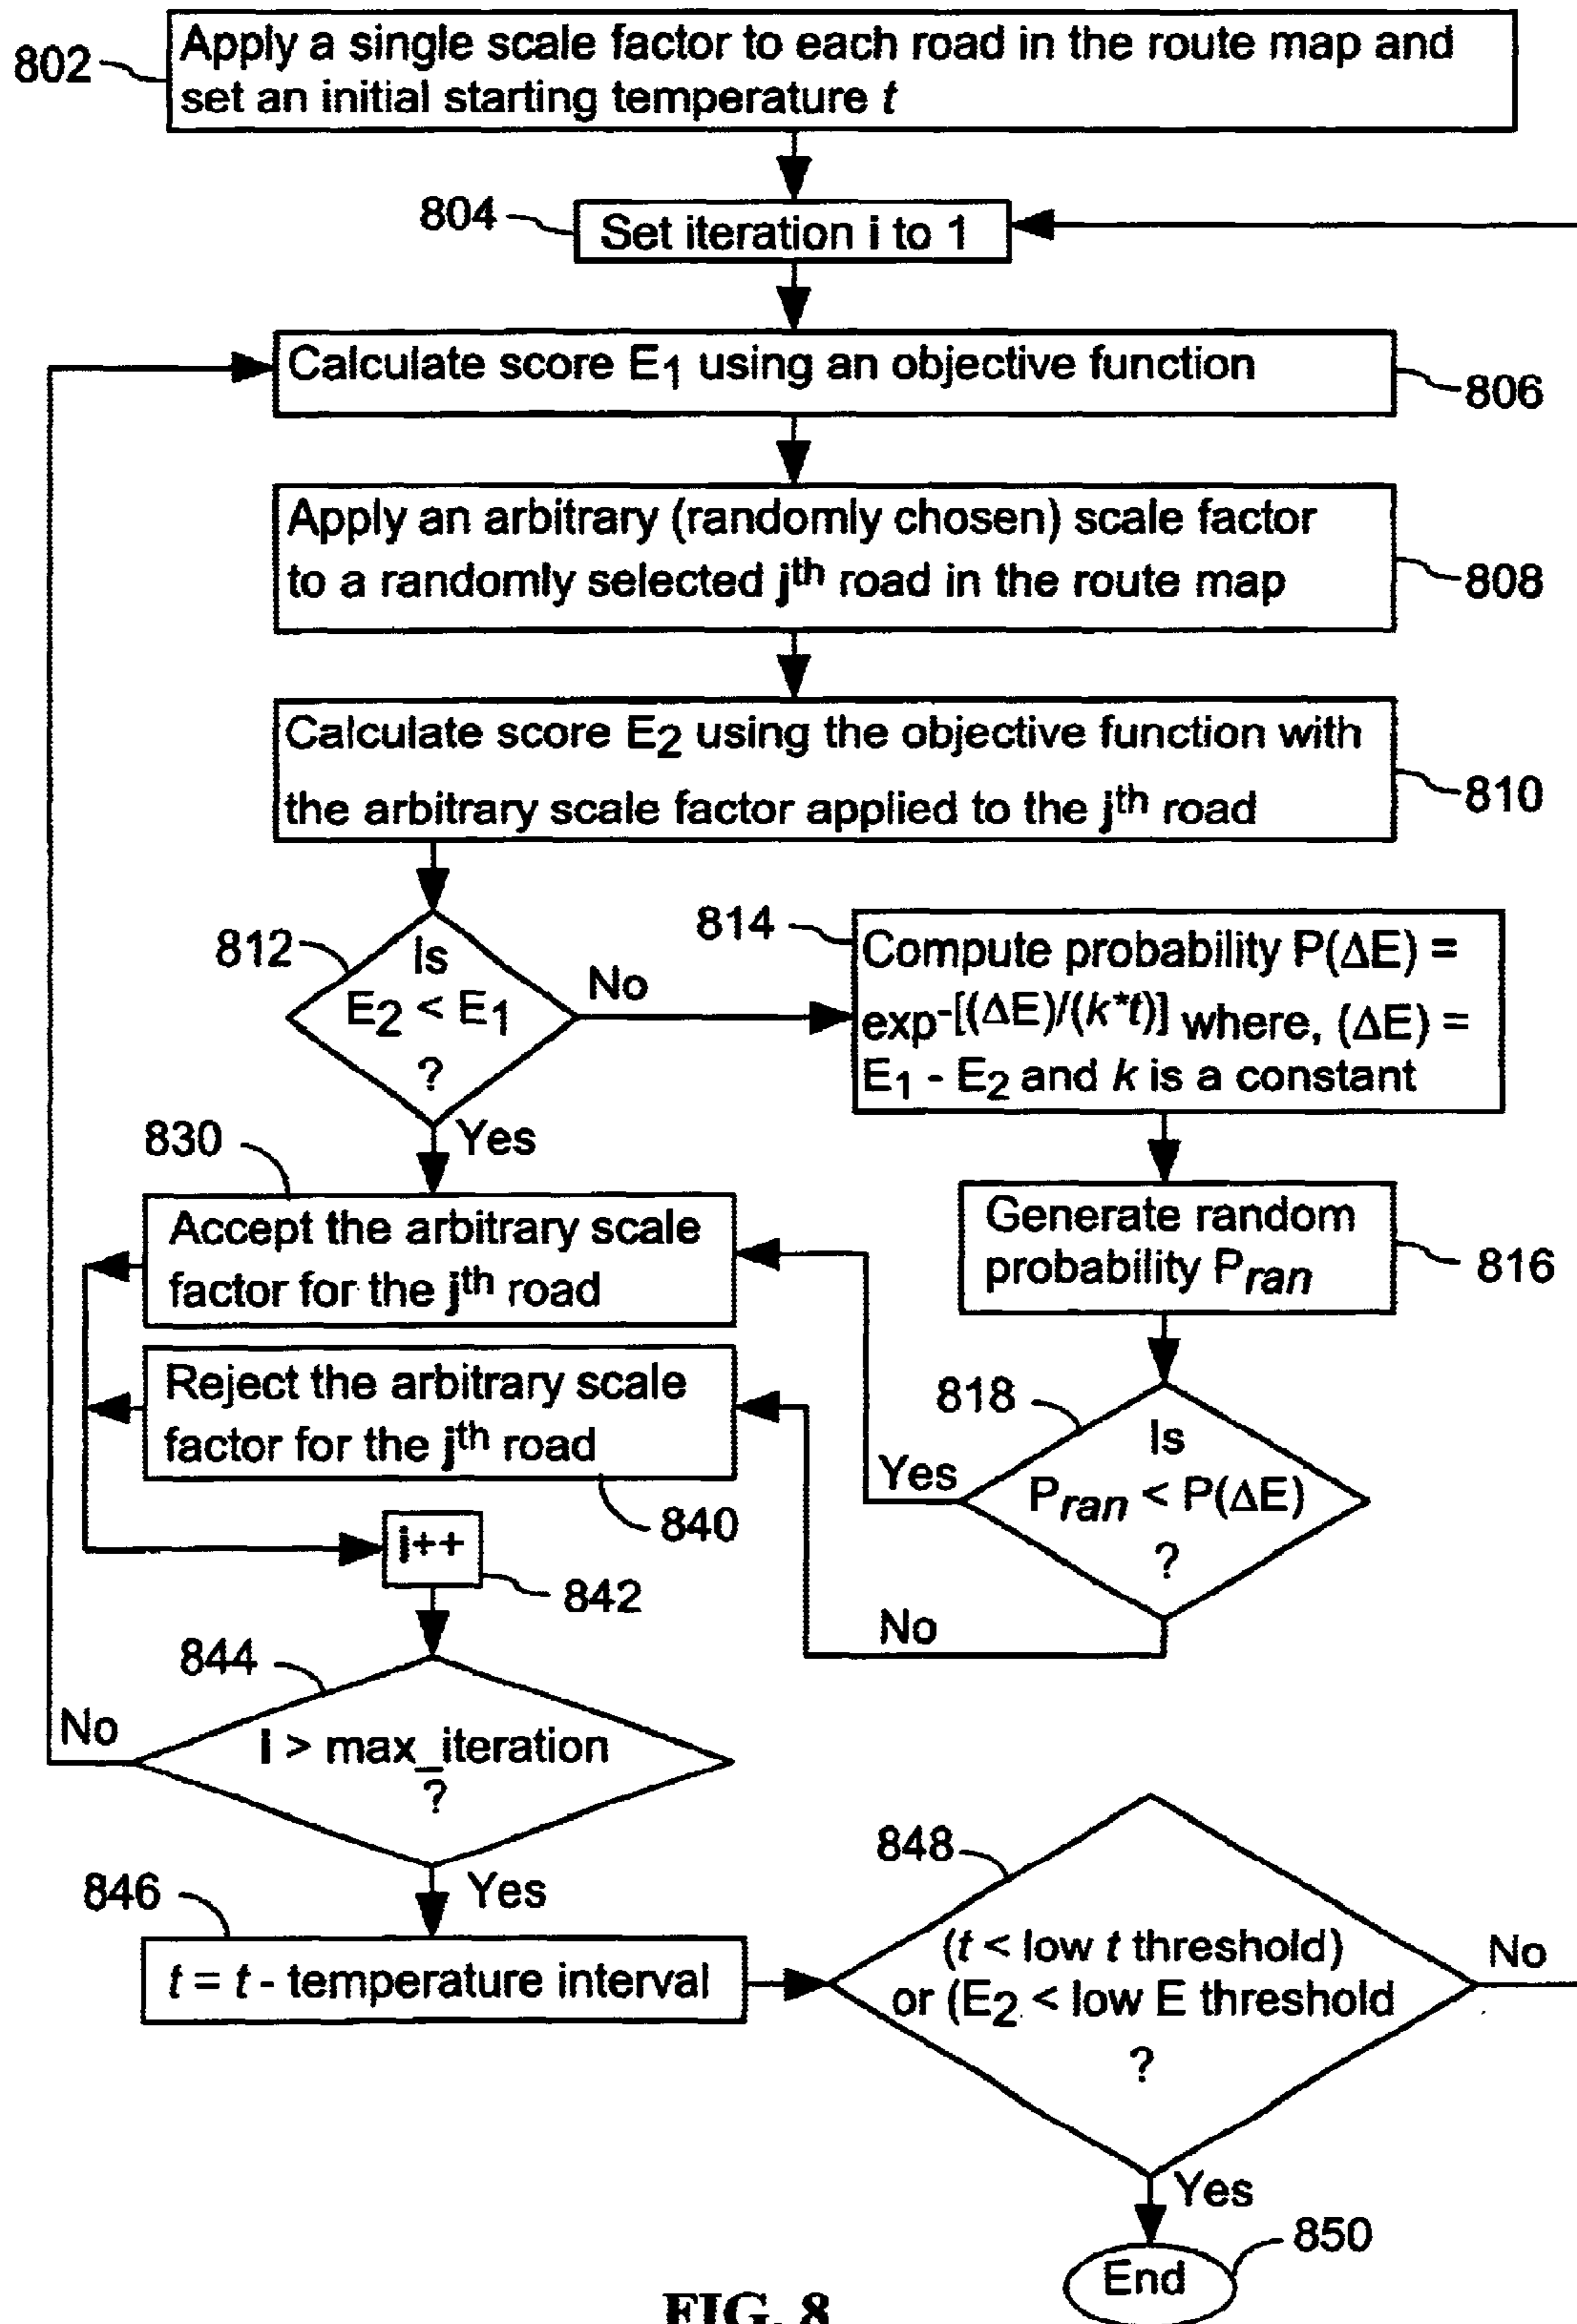 802
Apply a single scale factor to each road in the route map and
set an initial starting temperature t
804
Set iteration i to 1
Calculate score E1 using an objective function
806
Apply an arbitrary (randomly chosen) scale factor
to a randomly selected jth road in the route map
808
Calculate score E2 using the objective function with
the arbitrary scale factor applied to the jth road
810
812
Is
E2 < E1
?
No
814
Compute probability P(ΔE) =
exp-[(ΔE)/(k*t)] where, (ΔE) =
E1 - E2 and k is a constant
Yes
830
Accept the arbitrary scale
factor for the jth road
Generate random
probability Pran
816
Reject the arbitrary scale
factor for the jth road
840
818
Is
Pran < P(ΔE)
?
Yes
No
i++
842
844
i > max_iteration
?
No
Yes
846
t = t - temperature interval
848
(t < low t threshold)
or (E2 < low E threshold
?
No
Yes
End
850
FIG. 8